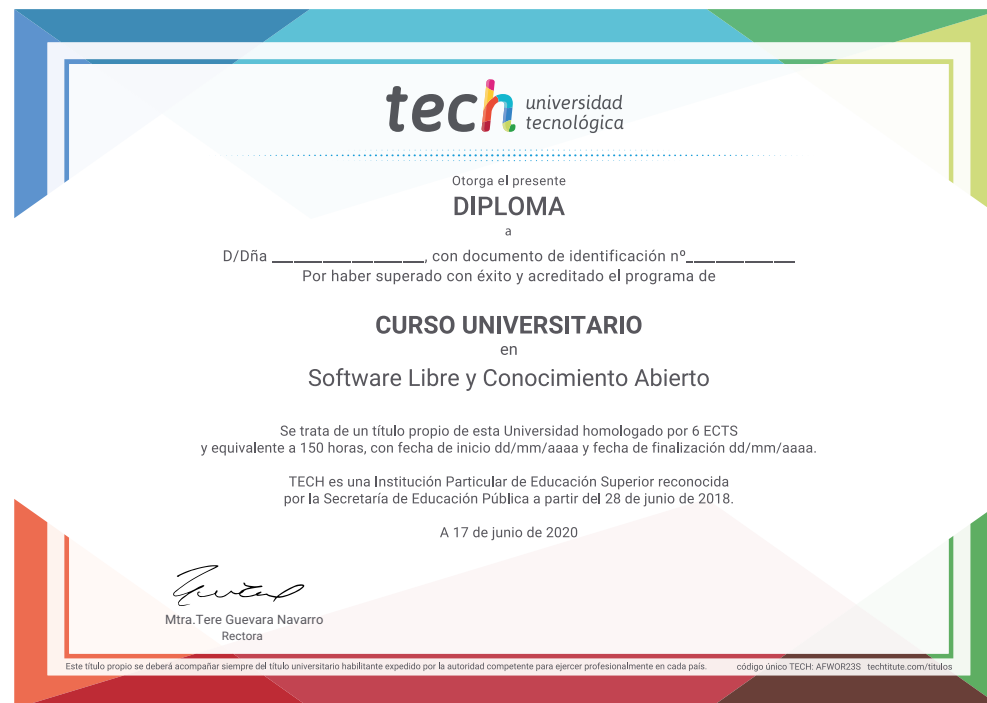 tech universidad
tecnológica
Otorga el presente
DIPLOMA
a
D/Dña ______________, con documento de identificación nº__________
Por haber superado con éxito y acreditado el programa de
CURSO UNIVERSITARIO
en
Software Libre y Conocimiento Abierto
Se trata de un título propio de esta Universidad homologado por 6 ECTS
y equivalente a 150 horas, con fecha de inicio dd/mm/aaaa y fecha de finalización dd/mm/aaaa.
TECH es una Institución Particular de Educación Superior reconocida
por la Secretaría de Educación Pública a partir del 28 de junio de 2018.
A 17 de junio de 2020
Mtra.Tere Guevara Navarro
Rectora
Este título propio se deberá acompañar siempre del título universitario habilitante expedido por la autoridad competente para ejercer profesionalmente en cada país. código único TECH: AFWOR23S techtitute.com/titulos